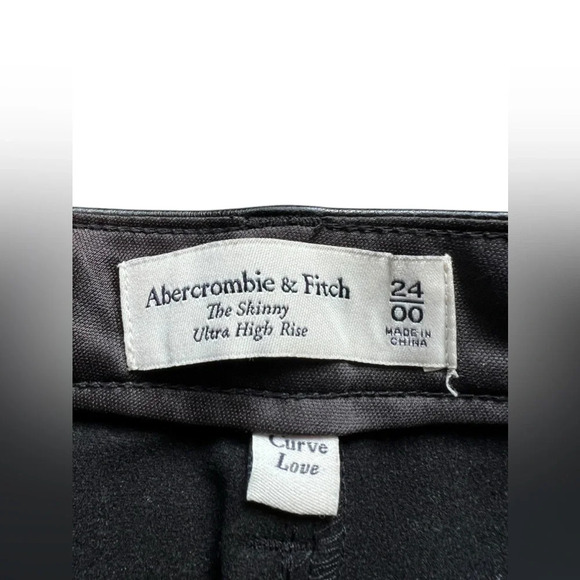 Abercrombie & Fitch
The Skinny
Ultra High Rise
24
00
MADE IN
CHINA
Curve
Love